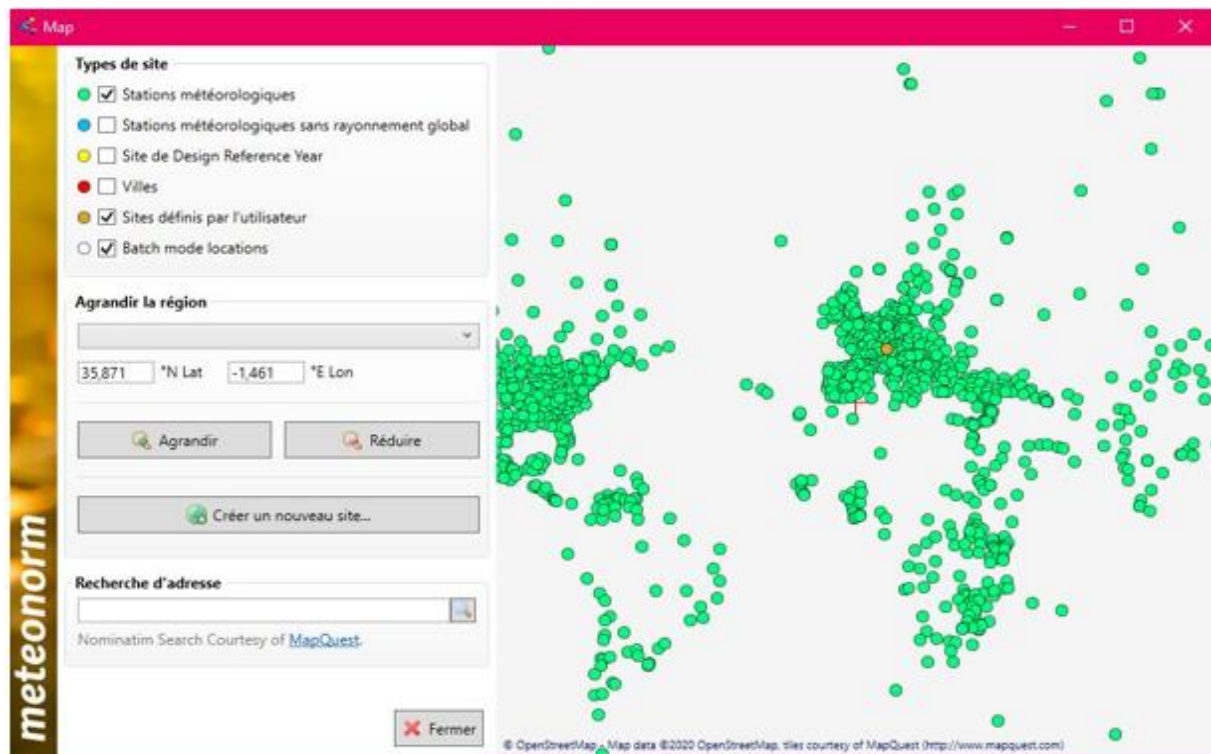 Map
Types de site
Stations météorologiques
Stations météorologiques sans rayonnement global
Site de Design Reference Year
Villes
Sites définis par l'utilisateur
Batch mode locations
Agrandir la région
35,871 °N Lat -1,461 °E Lon
Agrandir Réduire
Créer un nouveau site...
Recherche d'adresse
Nominatim Search Courtesy of MapQuest.
Fermer
meteonorm
© OpenStreetMap - Map data ©2020 OpenStreetMap, tiles courtesy of MapQuest (http://www.mapquest.com)